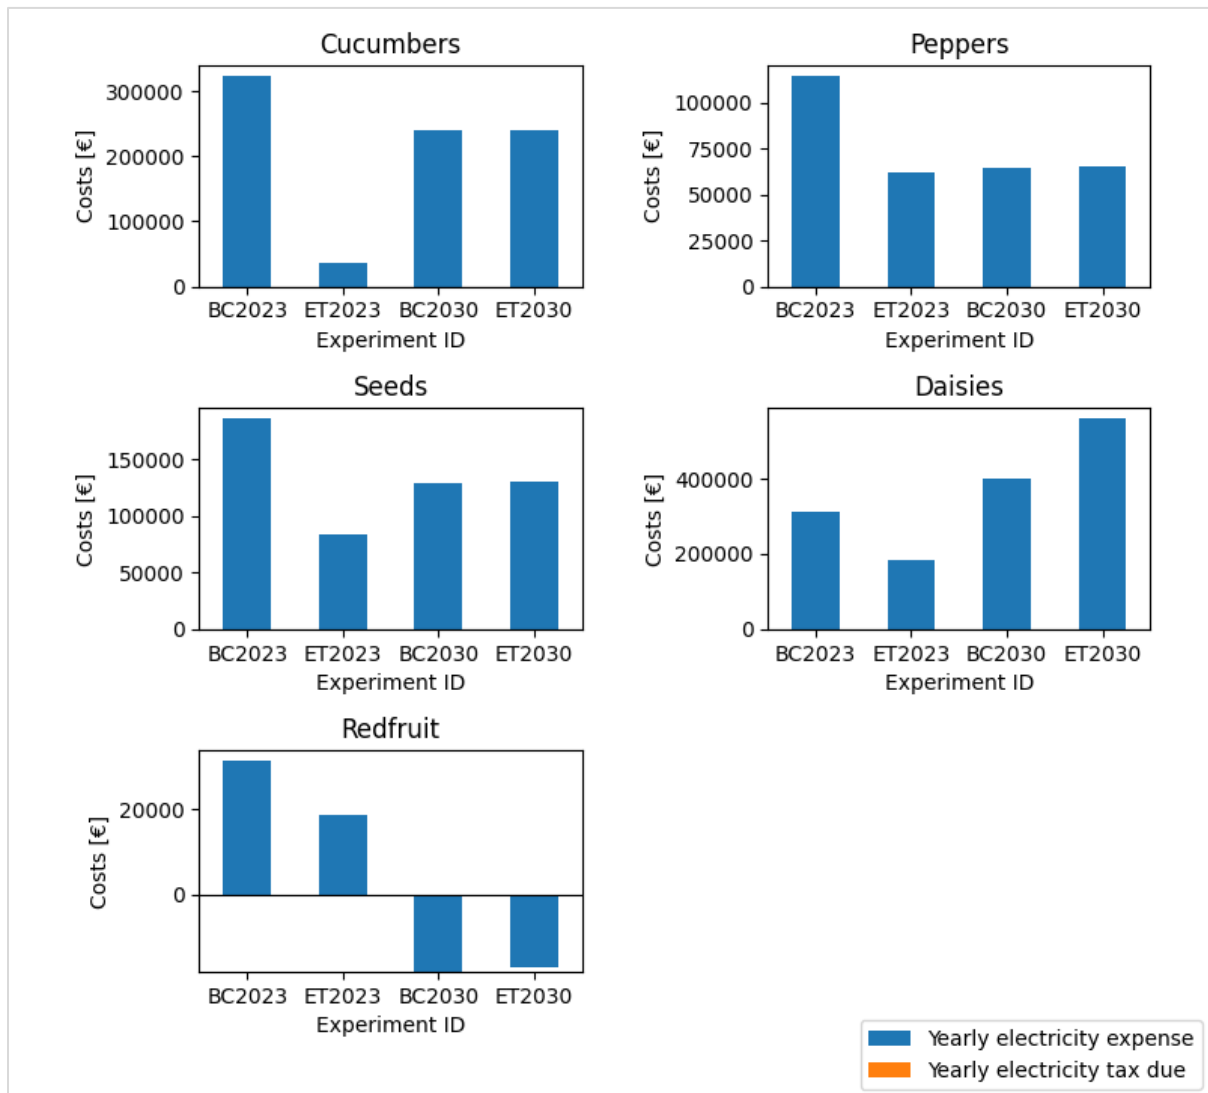 Cucumbers
Costs [€]
300000
200000
100000
0
BC2023 ET2023 BC2030 ET2030
Experiment ID
Peppers
Costs [€]
100000
75000
50000
25000
0
BC2023 ET2023 BC2030 ET2030
Experiment ID
Seeds
Costs [€]
150000
100000
50000
0
BC2023 ET2023 BC2030 ET2030
Experiment ID
Daisies
Costs [€]
400000
200000
0
BC2023 ET2023 BC2030 ET2030
Experiment ID
Redfruit
Costs [€]
20000
0
BC2023 ET2023 BC2030 ET2030
Experiment ID
Yearly electricity expense
Yearly electricity tax due